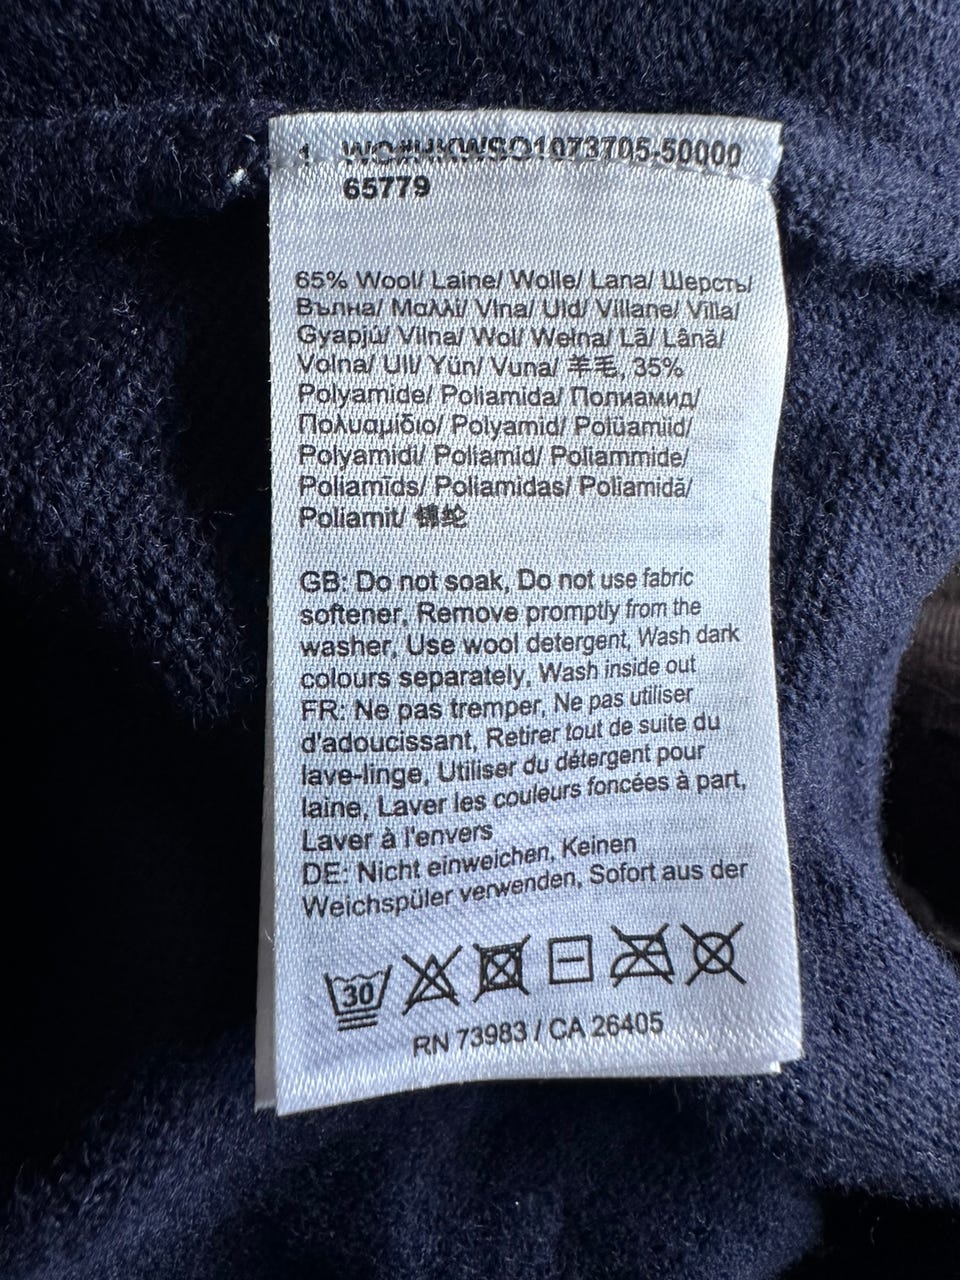 1 1073705-50000
65779
65% Wool/ Laine/ Wolle/ Lana/ Шерсть/
Вълна/ Μαλλί/ Vlna/ Uld/ Villane/ Villa/
Gyapjú/ Vilna/ Wol/ Wełna/ Lã/ Lână/
Volna/ Ull/ Yün/ Vuna/ 羊毛, 35%
Polyamide/ Poliamida/ Полиамид/
Πολυαμίδιο/ Polyamid/ Polüamiid/
Polyamidi/ Poliamid/ Poliammide/
Poliamīds/ Poliamidas/ Poliamidă/
Poliamit/ 锦纶
GB: Do not soak, Do not use fabric
softener, Remove promptly from the
washer, Use wool detergent, Wash dark
colours separately, Wash inside out
FR: Ne pas tremper, Ne pas utiliser
d'adoucissant, Retirer tout de suite du
lave-linge, Utiliser du détergent pour
laine, Laver les couleurs foncées à part,
Laver à l'envers
DE: Nicht einweichen, Keinen
Weichspüler verwenden, Sofort aus der
30
RN 73983 / CA 26405